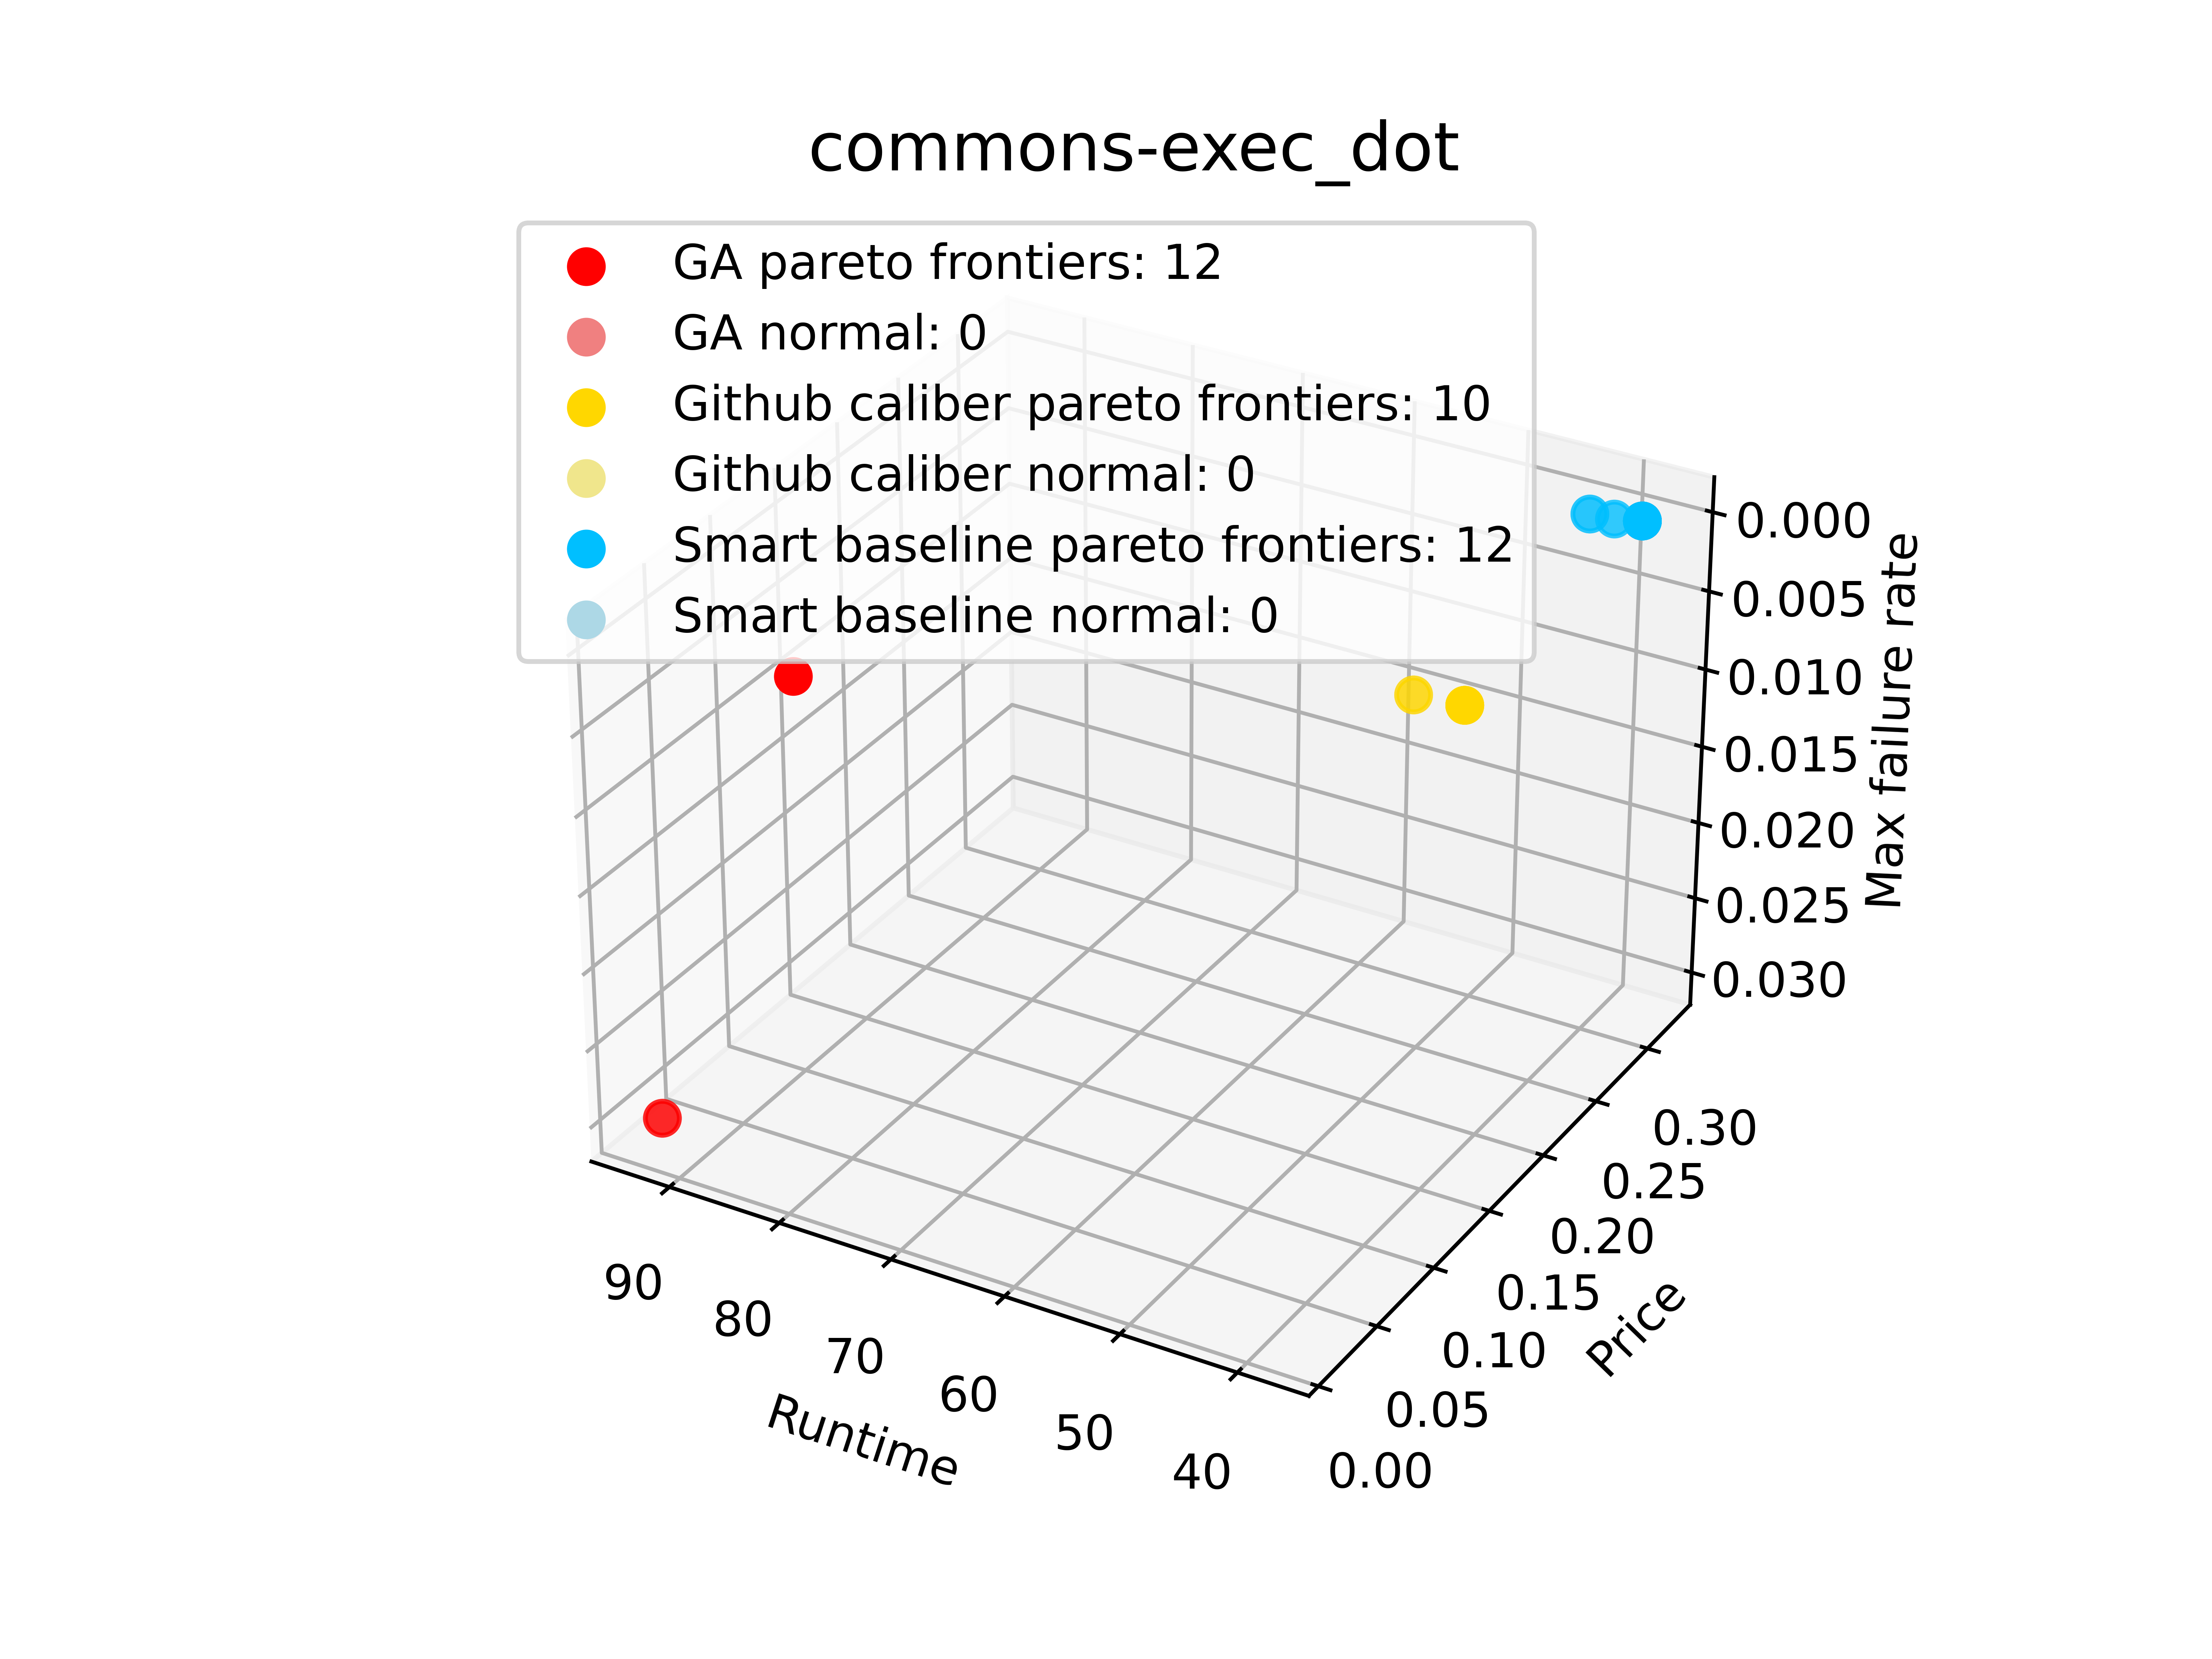 commons-exec_dot
GA pareto frontiers: 12
GA normal: 0
Github caliber pareto frontiers: 10
Github caliber normal: 0
Smart baseline pareto frontiers: 12
Smart baseline normal: 0
0.000
0.005
0.010
0.015
0.020
0.025
0.030
Max failure rate
0.30
0.25
0.20
0.15
0.10
0.05
0.00
Price
90
80
70
60
50
40
Runtime